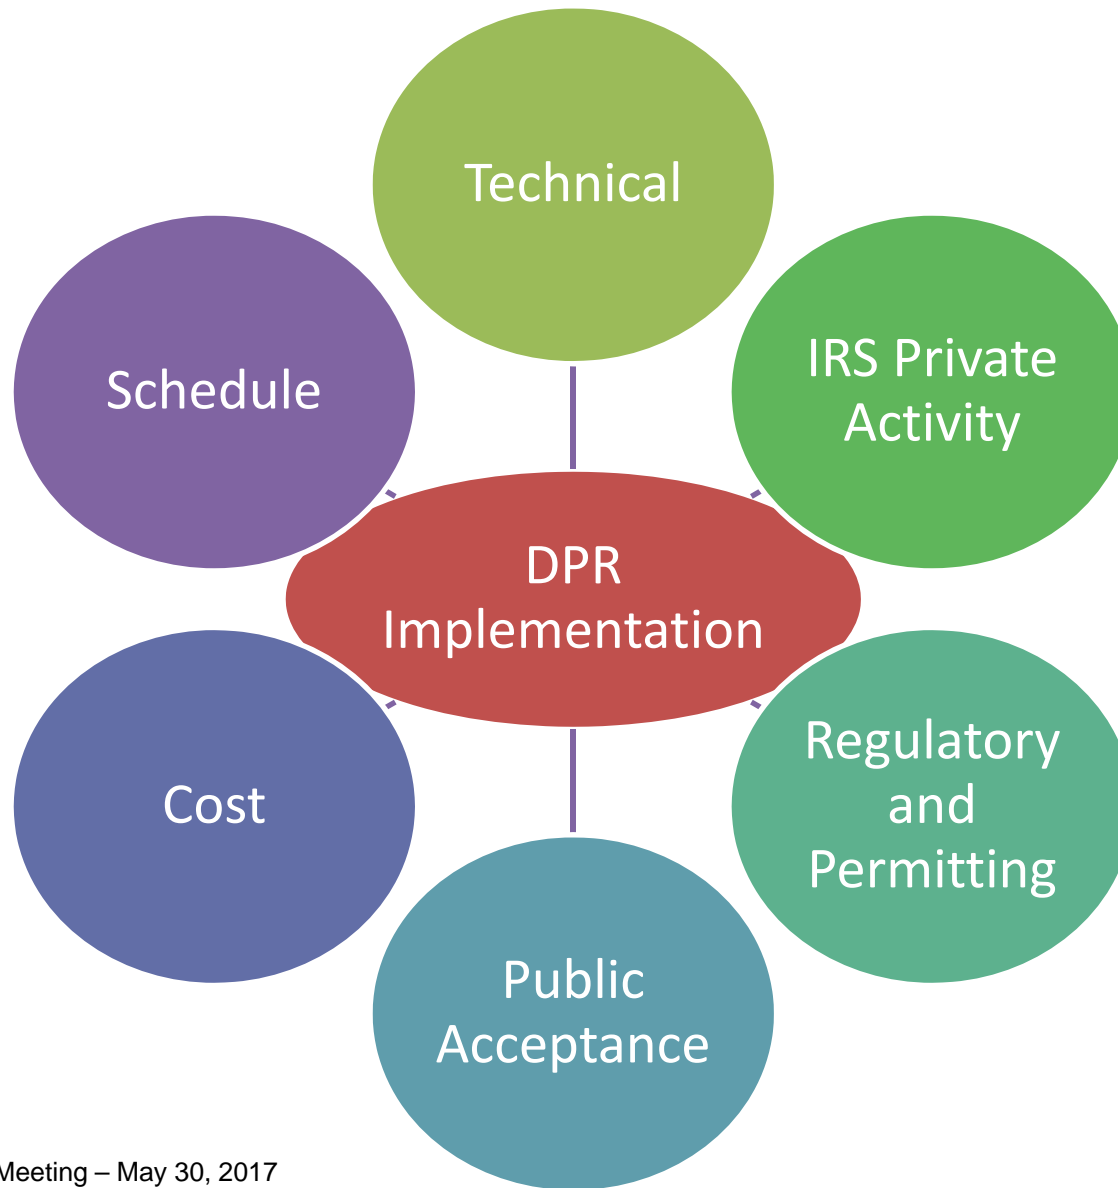 Technical
IRS Private
Activity
Schedule
DPR
Implementation
Regulatory
and
Permitting
Cost
Public
Acceptance
Meeting – May 30, 2017